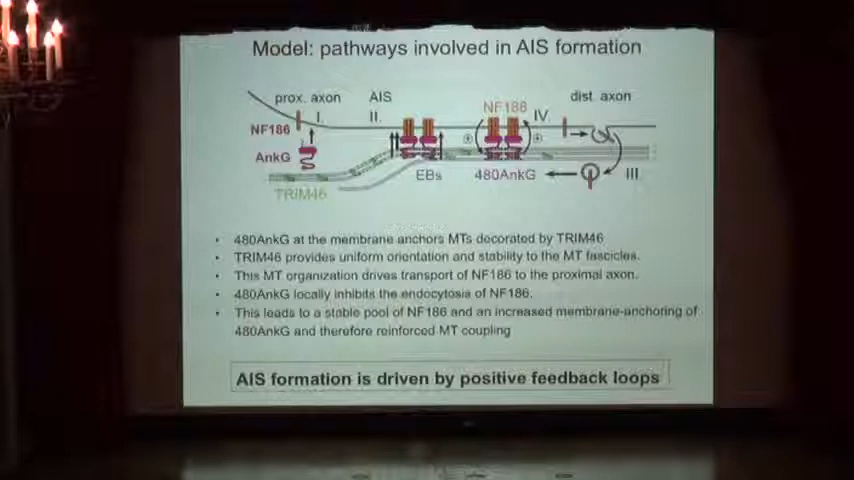 Model: pathways involved in AIS formation
prox. axon AIS dist. axon
NF186 I. II. NF186 IV.
AnkG
EBs 480AnkG III
TRIM46
• 480AnkG at the membrane anchors MTs decorated by TRIM46
• TRIM46 provides uniform orientation and stability to the MT fascicles.
• This MT organization drives transport of NF186 to the proximal axon.
• 480AnkG locally inhibits the endocytosis of NF186.
• This leads to a stable pool of NF186 and an increased membrane-anchoring of
480AnkG and therefore reinforced MT coupling
AIS formation is driven by positive feedback loops